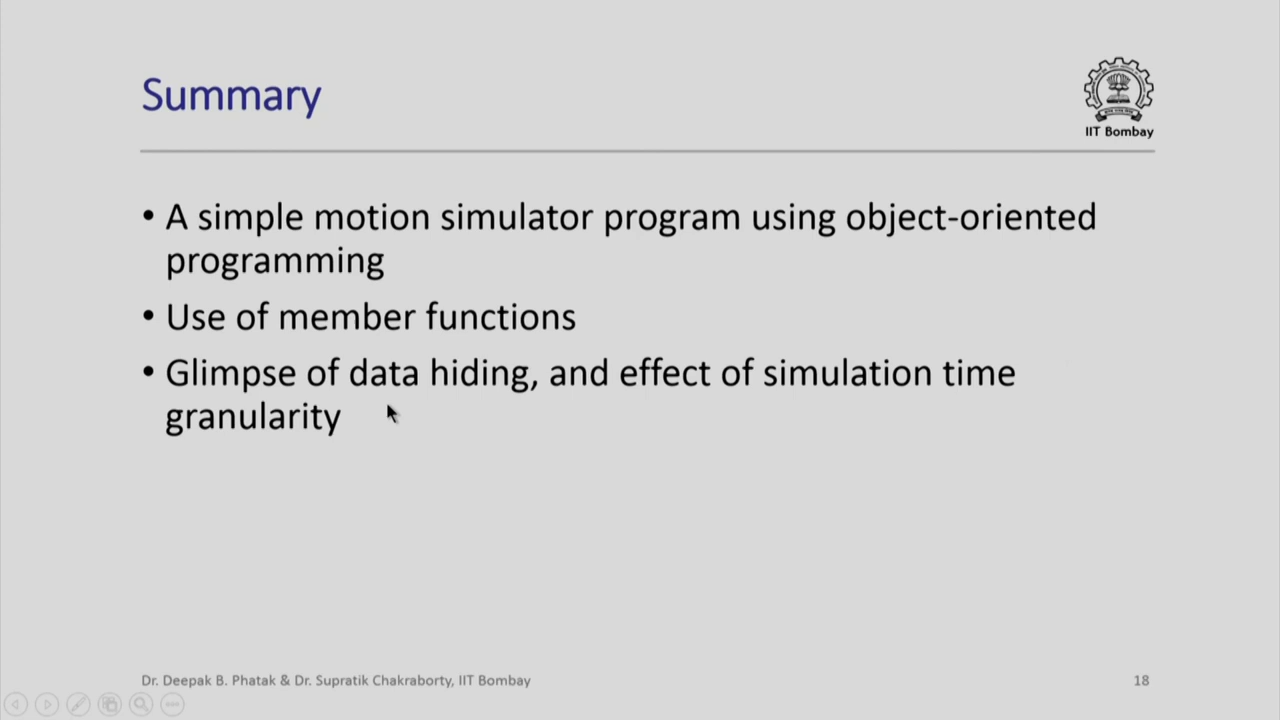 Summary
IIT Bombay
• A simple motion simulator program using object-oriented
programming
• Use of member functions
• Glimpse of data hiding, and effect of simulation time
granularity
Dr. Deepak B. Phatak & Dr. Supratik Chakraborty, IIT Bombay
18